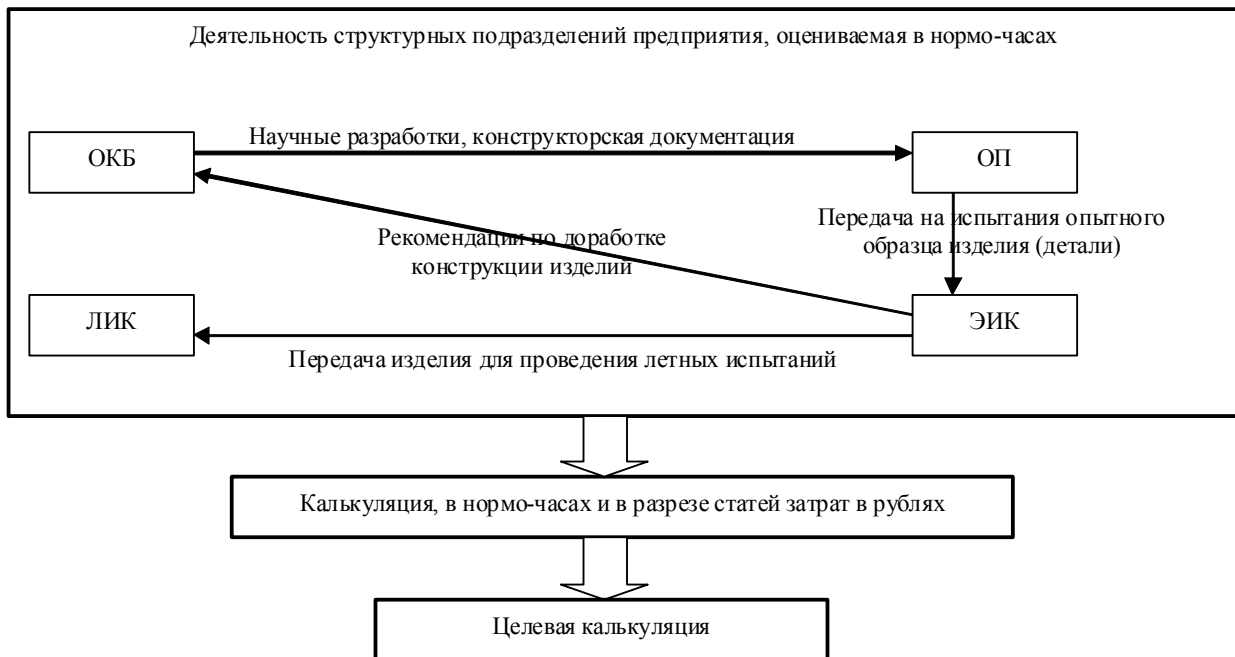 Деятельность структурных подразделений предприятия, оцениваемая в нормо-часах
Научные разработки, конструкторская документация
ОКБ
ОП
Передача на испытания опытного
образца изделия (детали)
Рекомендации по доработке
конструкции изделий
ЛИК
ЭИК
Передача изделия для проведения летных испытаний
Калькуляция, в нормо-часах и в разрезе статей затрат в рублях
Целевая калькуляция